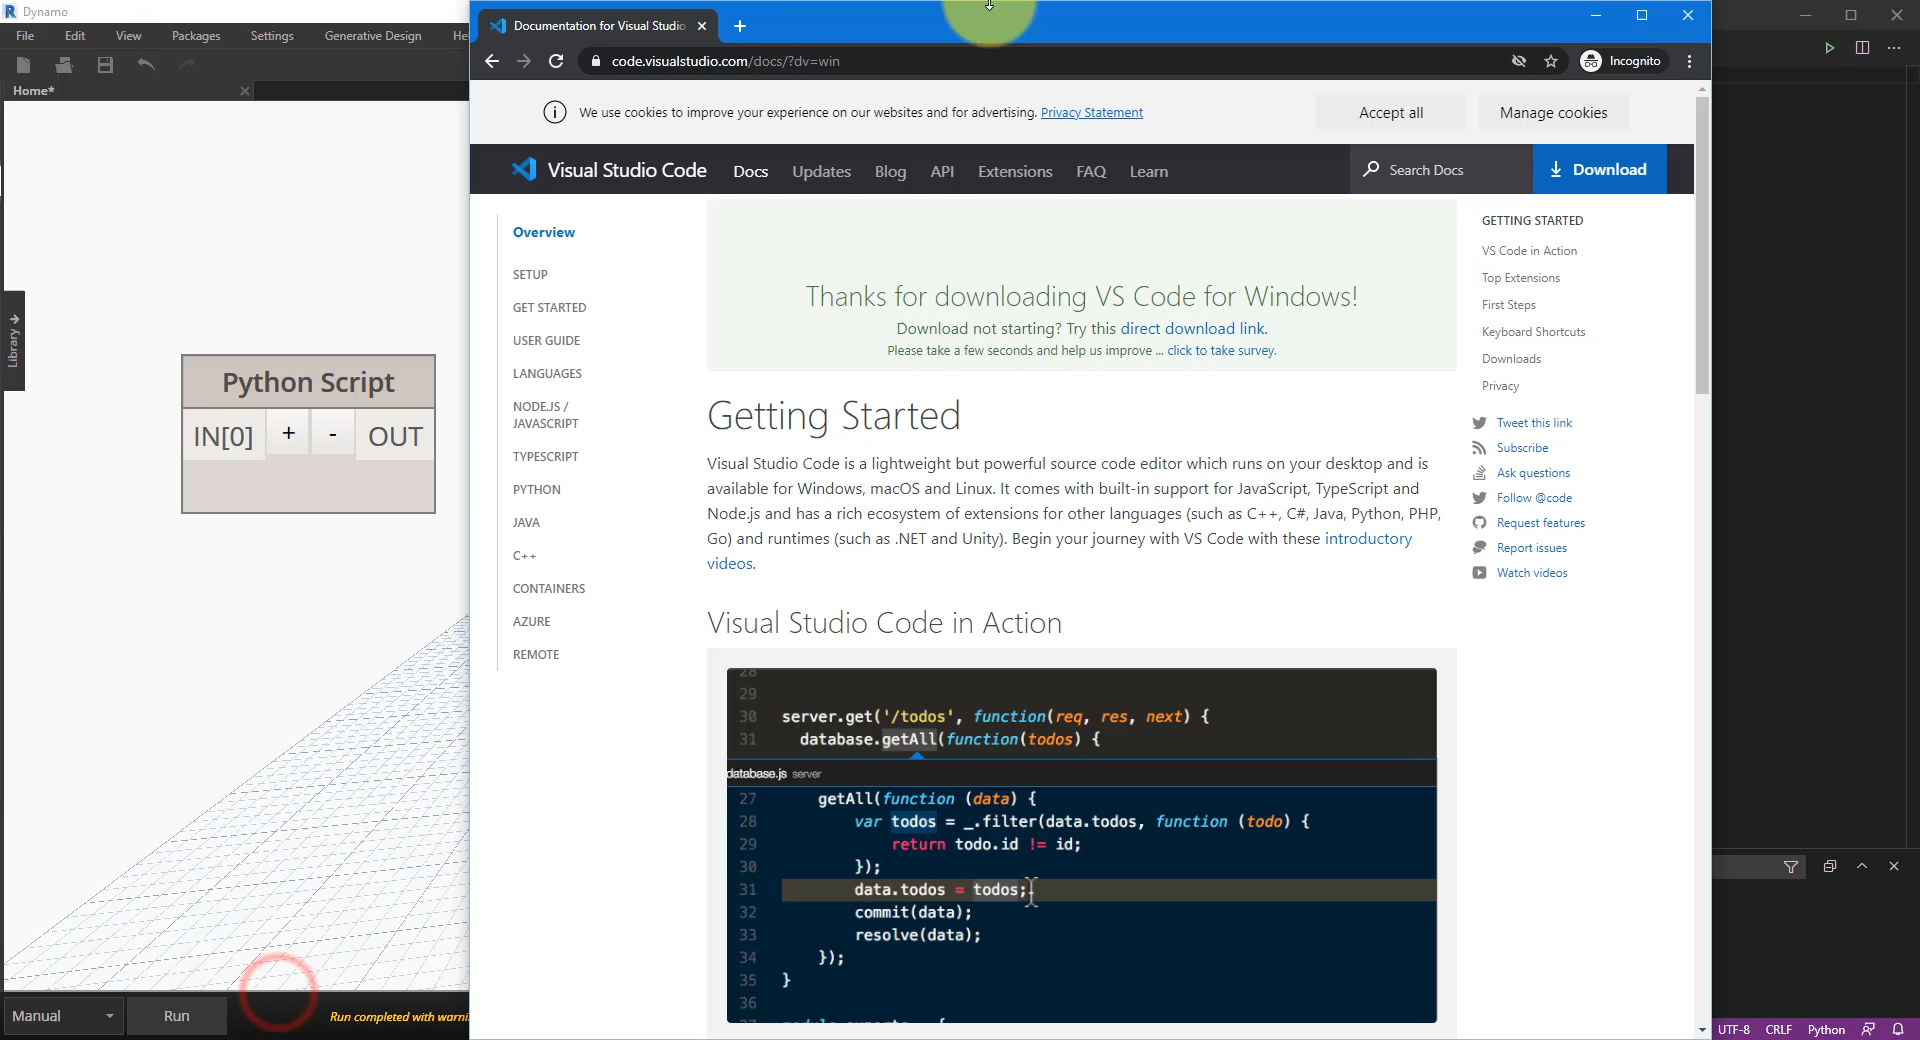 Dynamo
File Edit View Packages Settings Generative Design He
Home*
Library
Python Script
IN[0] + - OUT
Manual
Run
Run completed with warni
Documentation for Visual Studio
code.visualstudio.com/docs/?dv=win
Incognito
We use cookies to improve your experience on our websites and for advertising. Privacy Statement
Accept all
Manage cookies
Visual Studio Code
Docs Updates Blog API Extensions FAQ Learn
Search Docs
Download
Overview
SETUP
GET STARTED
USER GUIDE
LANGUAGES
NODE.JS /
JAVASCRIPT
TYPESCRIPT
PYTHON
JAVA
C++
CONTAINERS
AZURE
REMOTE
Thanks for downloading VS Code for Windows!
Download not starting? Try this direct download link.
Please take a few seconds and help us improve ... click to take survey.
Getting Started
Visual Studio Code is a lightweight but powerful source code editor which runs on your desktop and is
available for Windows, macOS and Linux. It comes with built-in support for JavaScript, TypeScript and
Node.js and has a rich ecosystem of extensions for other languages (such as C++, C#, Java, Python, PHP,
Go) and runtimes (such as .NET and Unity). Begin your journey with VS Code with these introductory
videos.
Visual Studio Code in Action
28
29
30 server.get('/todos', function(req, res, next) {
31 database.getAll(function(todos) {
database.js server
27 getAll(function (data) {
28 var todos = _.filter(data.todos, function (todo) {
29 return todo.id != id;
30 });
31 data.todos = todos;
32 commit(data);
33 resolve(data);
34 });
35 }
36
GETTING STARTED
VS Code in Action
Top Extensions
First Steps
Keyboard Shortcuts
Downloads
Privacy
Tweet this link
Subscribe
Ask questions
Follow @code
Request features
Report issues
Watch videos
UTF-8 CRLF Python